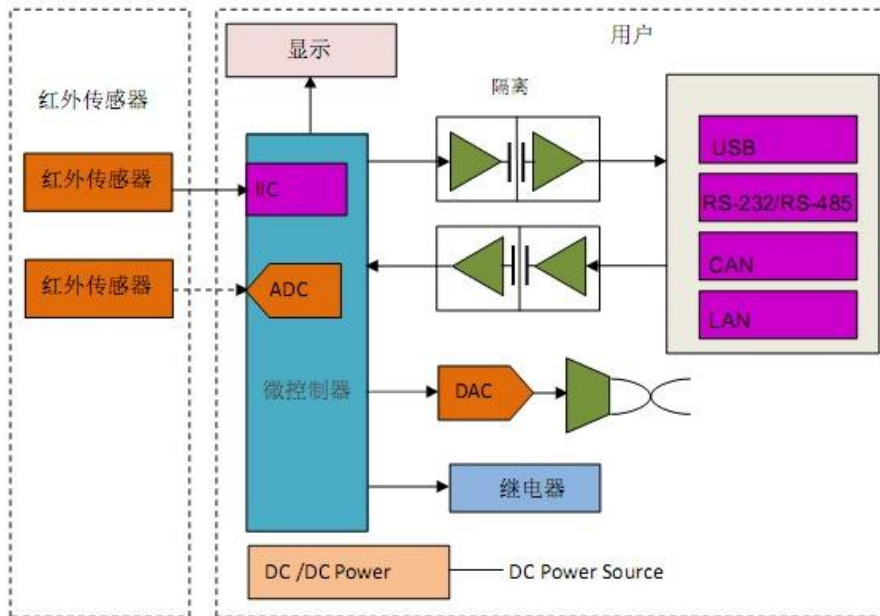 显示
用户
红外传感器
隔离
USB
红外传感器
IIC
RS-232/RS-485
CAN
红外传感器
ADC
LAN
微控制器
DAC
继电器
DC /DC Power
DC Power Source